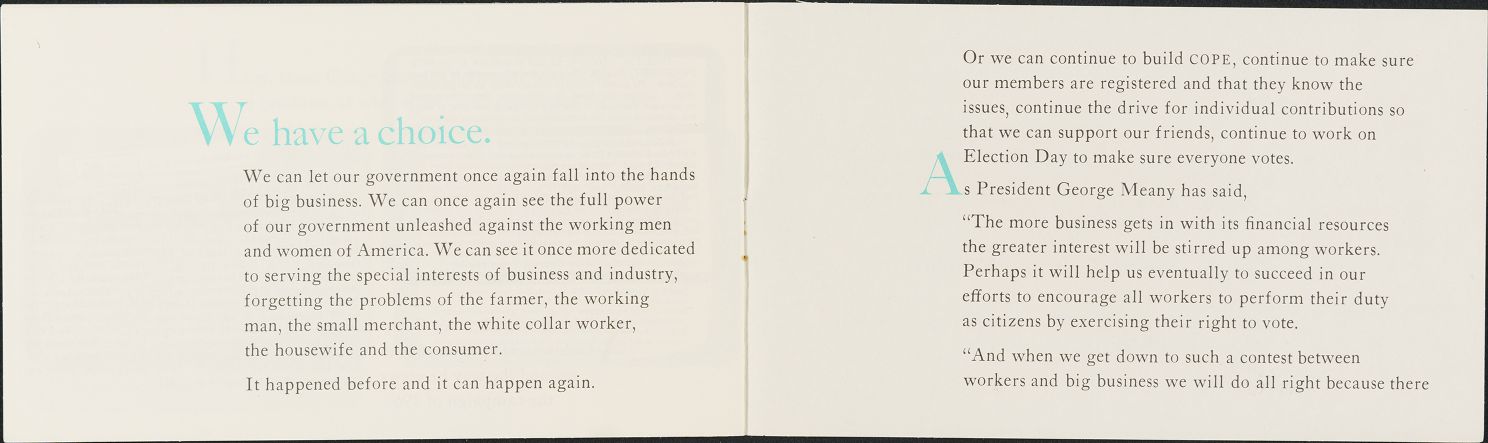 We have a choice.
We can let our government once again fall into the hands
of big business. We can once again see the full power
of our government unleashed against the working men
and women of America. We can see it once more dedicated
to serving the special interests of business and industry,
forgetting the problems of the farmer, the working
man, the small merchant, the white collar worker,
the housewife and the consumer.
It happened before and it can happen again.
Or we can continue to build COPE, continue to make sure
our members are registered and that they know the
issues, continue the drive for individual contributions so
that we can support our friends, continue to work on
Election Day to make sure everyone votes.
As President George Meany has said,
“The more business gets in with its financial resources
the greater interest will be stirred up among workers.
Perhaps it will help us eventually to succeed in our
efforts to encourage all workers to perform their duty
as citizens by exercising their right to vote.
“And when we get down to such a contest between
workers and big business we will do all right because there